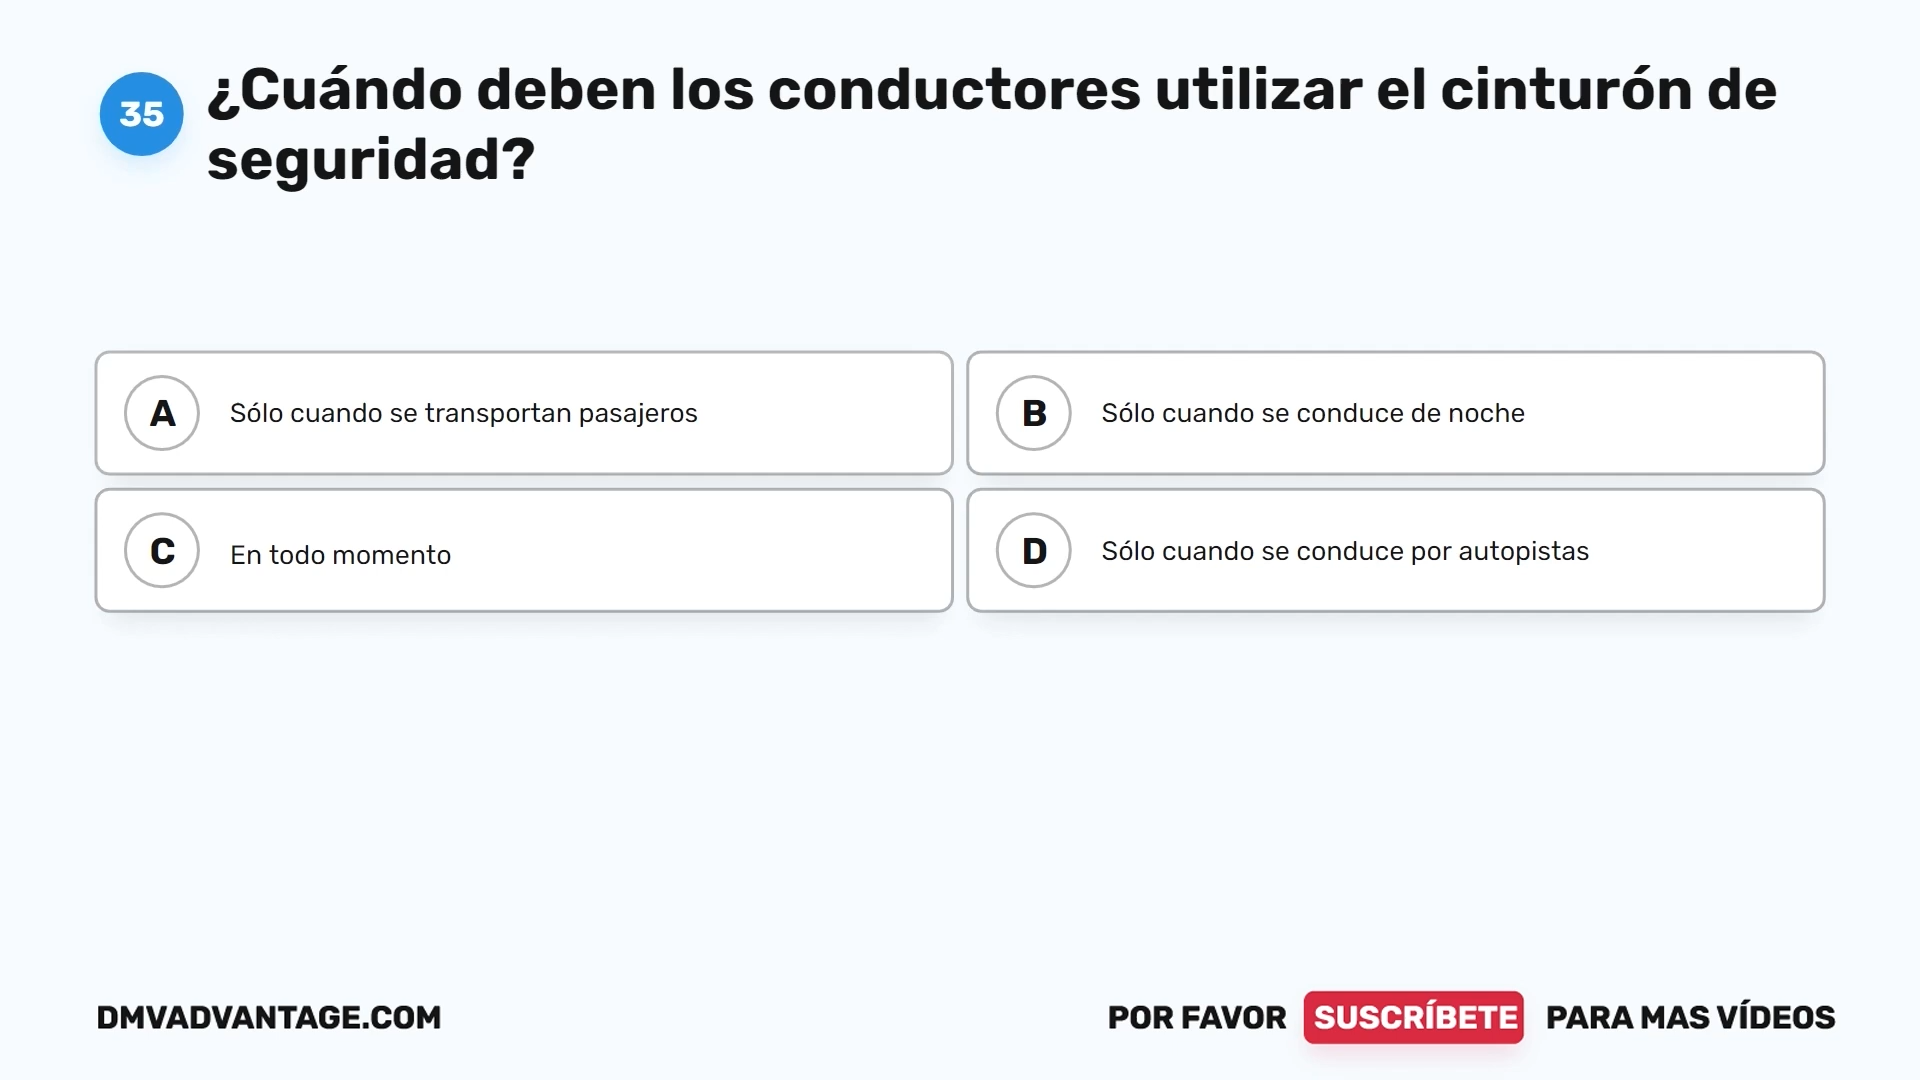 35
¿Cuándo deben los conductores utilizar el cinturón de
seguridad?
A Sólo cuando se transportan pasajeros
B Sólo cuando se conduce de noche
C En todo momento
D Sólo cuando se conduce por autopistas
DMVADVANTAGE.COM
POR FAVOR SUSCRÍBETE PARA MAS VÍDEOS